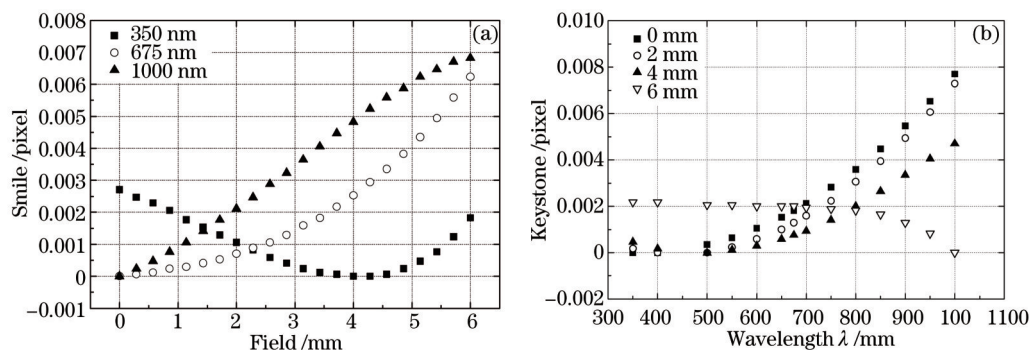 0.008
0.007
0.006
0.005
0.004
0.003
0.002
0.001
0
−0.001
Smile /pixel
350 nm
675 nm
1000 nm
(a)
0 1 2 3 4 5 6
Field /mm
0.010
0.008
0.006
0.004
0.002
0
−0.002
Keystone /pixel
0 mm
2 mm
4 mm
6 mm
(b)
300 400 500 600 700 800 900 100 1100
Wavelength λ /mm